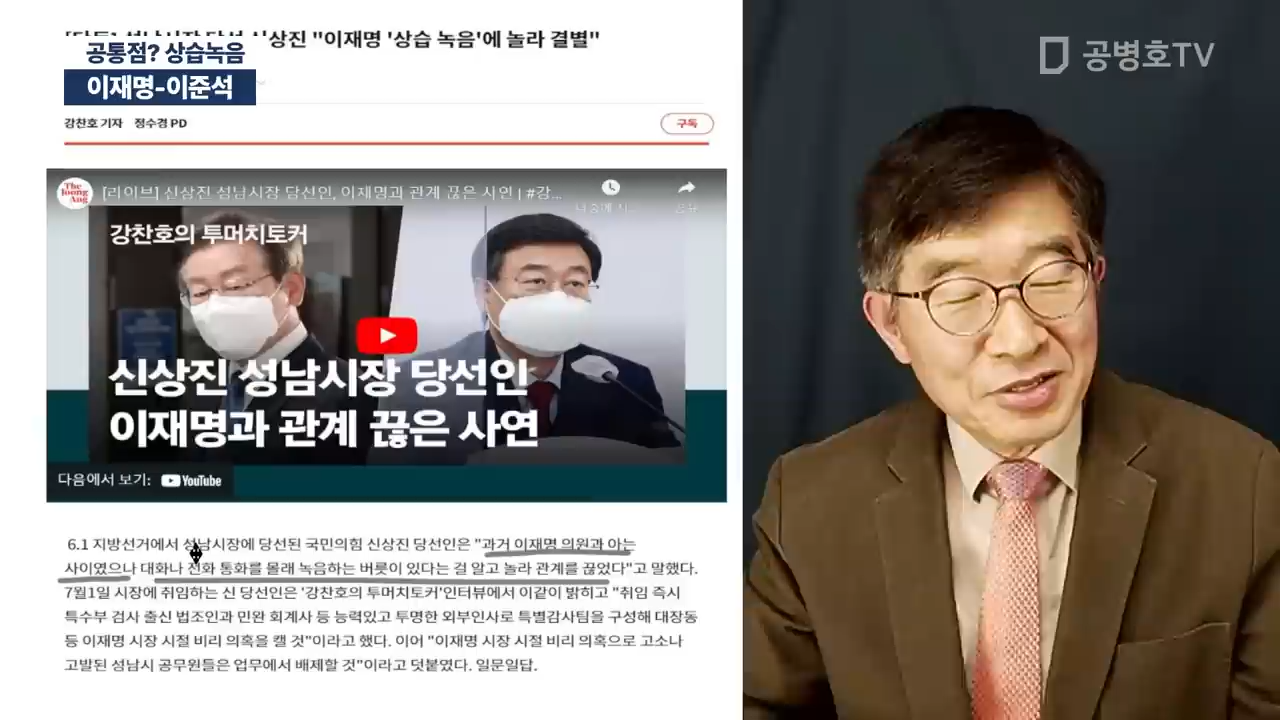 성남시장 당선 신상진 "이재명 '상습 녹음'에 놀라 결별"
공통점? 상습녹음
이재명-이준석
공병호TV
강찬호 기자 정수경 PD
구독
The JoongAng
[라이브] 신상진 성남시장 당선인, 이재명과 관계 끊은 사연 | #강...
공유
강찬호의 투머치토커
신상진 성남시장 당선인
이재명과 관계 끊은 사연
다음에서 보기: YouTube
6.1 지방선거에서 성남시장에 당선된 국민의힘 신상진 당선인은 "과거 이재명 의원과 아는
사이였으나 대화나 전화 통화를 몰래 녹음하는 버릇이 있다는 걸 알고 놀라 관계를 끊었다"고 말했다.
7월1일 시장에 취임하는 신 당선인은 '강찬호의 투머치토커'인터뷰에서 이같이 밝히고 "취임 즉시
특수부 검사 출신 법조인과 민완 회계사 등 능력있고 투명한 외부인사로 특별감사팀을 구성해 대장동
등 이재명 시장 시절 비리 의혹을 캘 것"이라고 했다. 이어 "이재명 시장 시절 비리 의혹으로 고소나
고발된 성남시 공무원들은 업무에서 배제할 것"이라고 덧붙였다. 일문일답.